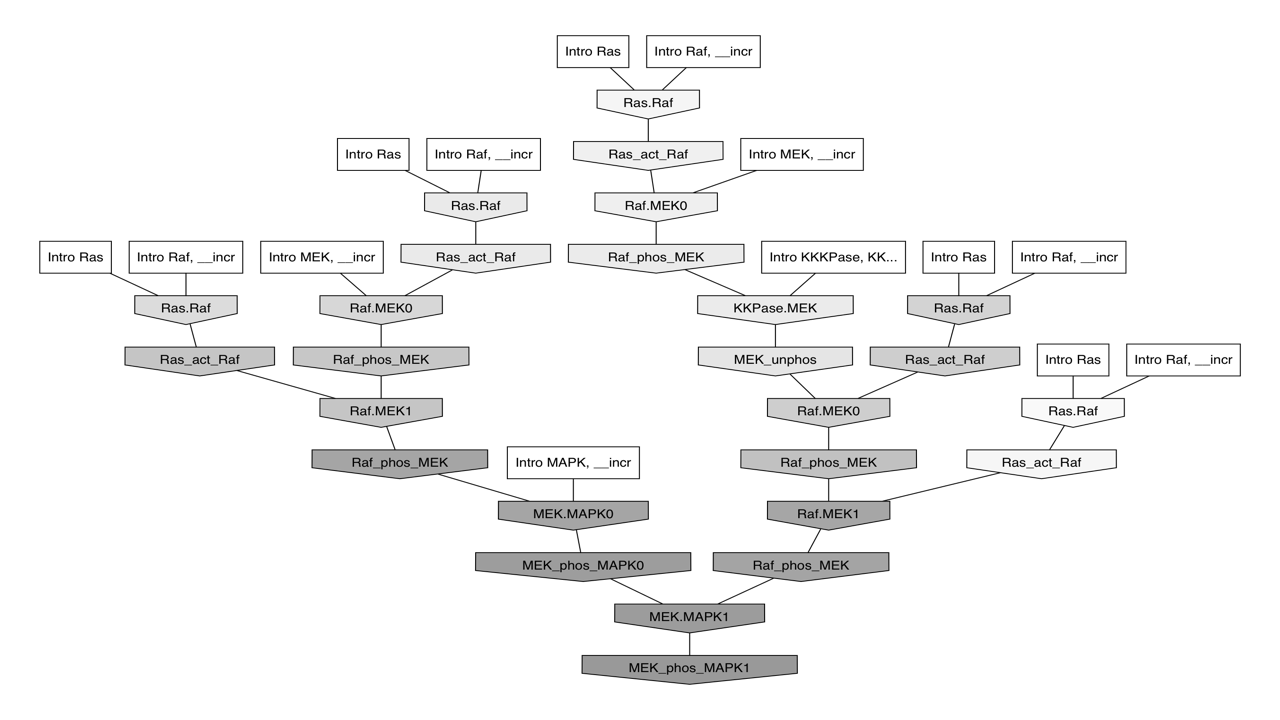 Intro Ras
Intro Raf, __incr
Ras.Raf
Intro Ras
Intro Raf, __incr
Ras_act_Raf
Intro MEK, __incr
Ras.Raf
Raf.MEK0
Intro Ras
Intro Raf, __incr
Intro MEK, __incr
Ras_act_Raf
Raf_phos_MEK
Intro KKKPase, KK...
Intro Ras
Intro Raf, __incr
Ras.Raf
Raf.MEK0
KKPase.MEK
Ras.Raf
Ras_act_Raf
Raf_phos_MEK
MEK_unphos
Ras_act_Raf
Intro Ras
Intro Raf, __incr
Raf.MEK1
Raf.MEK0
Ras.Raf
Raf_phos_MEK
Intro MAPK, __incr
Raf_phos_MEK
Ras_act_Raf
MEK.MAPK0
Raf.MEK1
MEK_phos_MAPK0
Raf_phos_MEK
MEK.MAPK1
MEK_phos_MAPK1